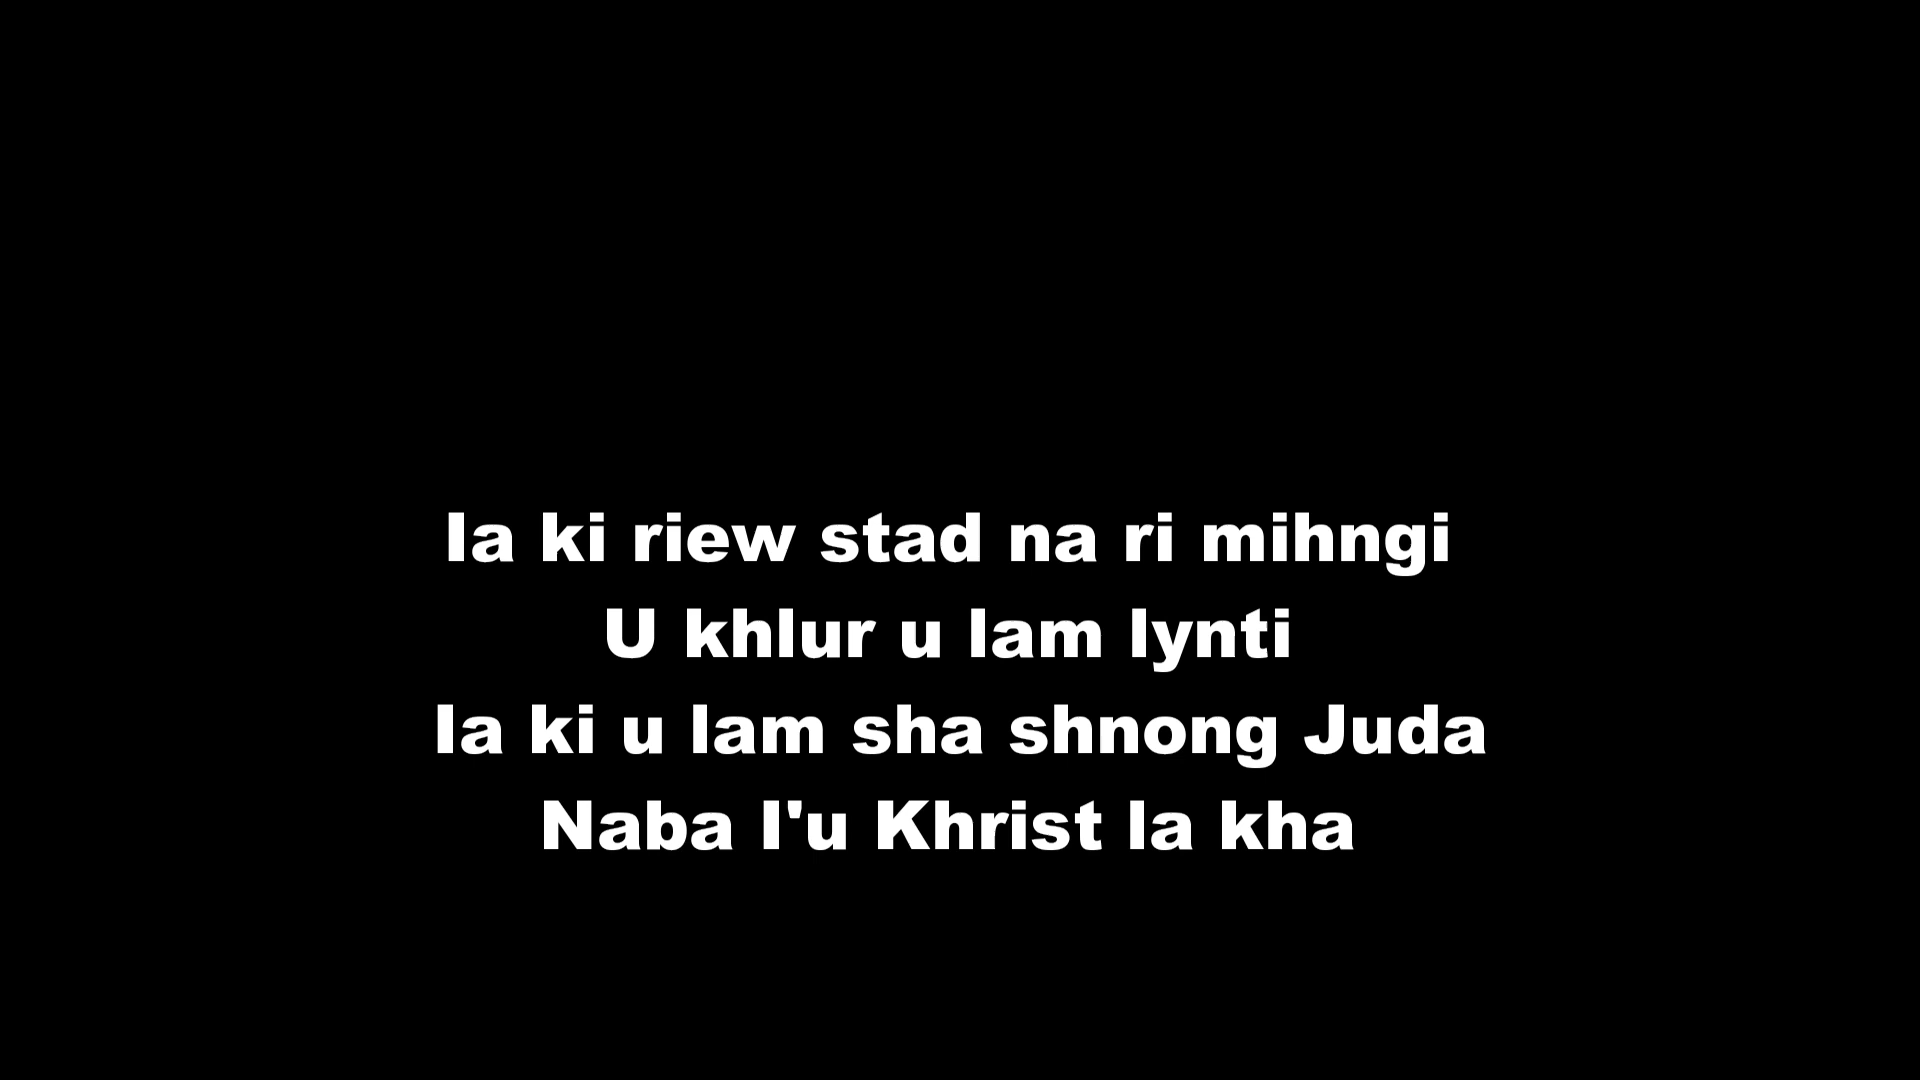 Ia ki riew stad na ri mihngi
U khlur u lam lynti
Ia ki u lam sha shnong Juda
Naba I'u Khrist la kha